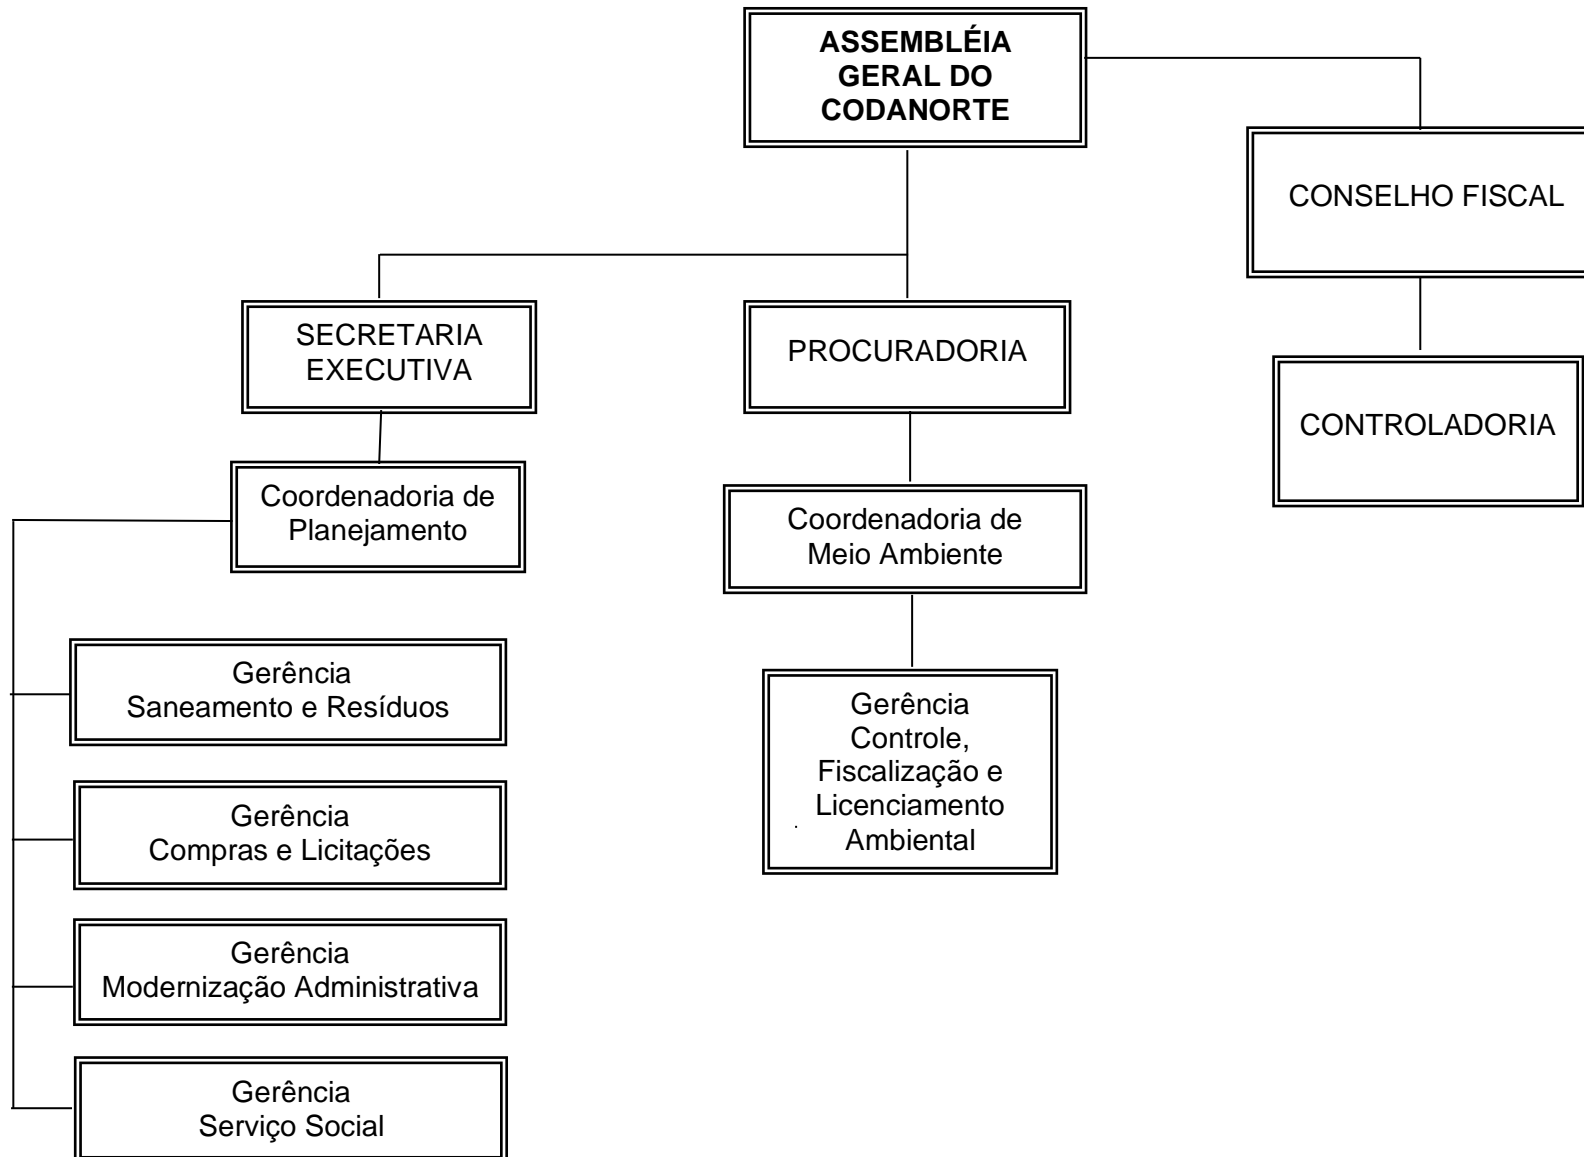 ASSEMBLÉIA
GERAL DO
CODANORTE
CONSELHO FISCAL
SECRETARIA
EXECUTIVA
PROCURADORIA
CONTROLADORIA
Coordenadoria de
Planejamento
Coordenadoria de
Meio Ambiente
Gerência
Saneamento e Resíduos
Gerência
Compras e Licitações
Gerência
Modernização Administrativa
Gerência
Serviço Social
Gerência
Controle,
Fiscalização e
Licenciamento
Ambiental